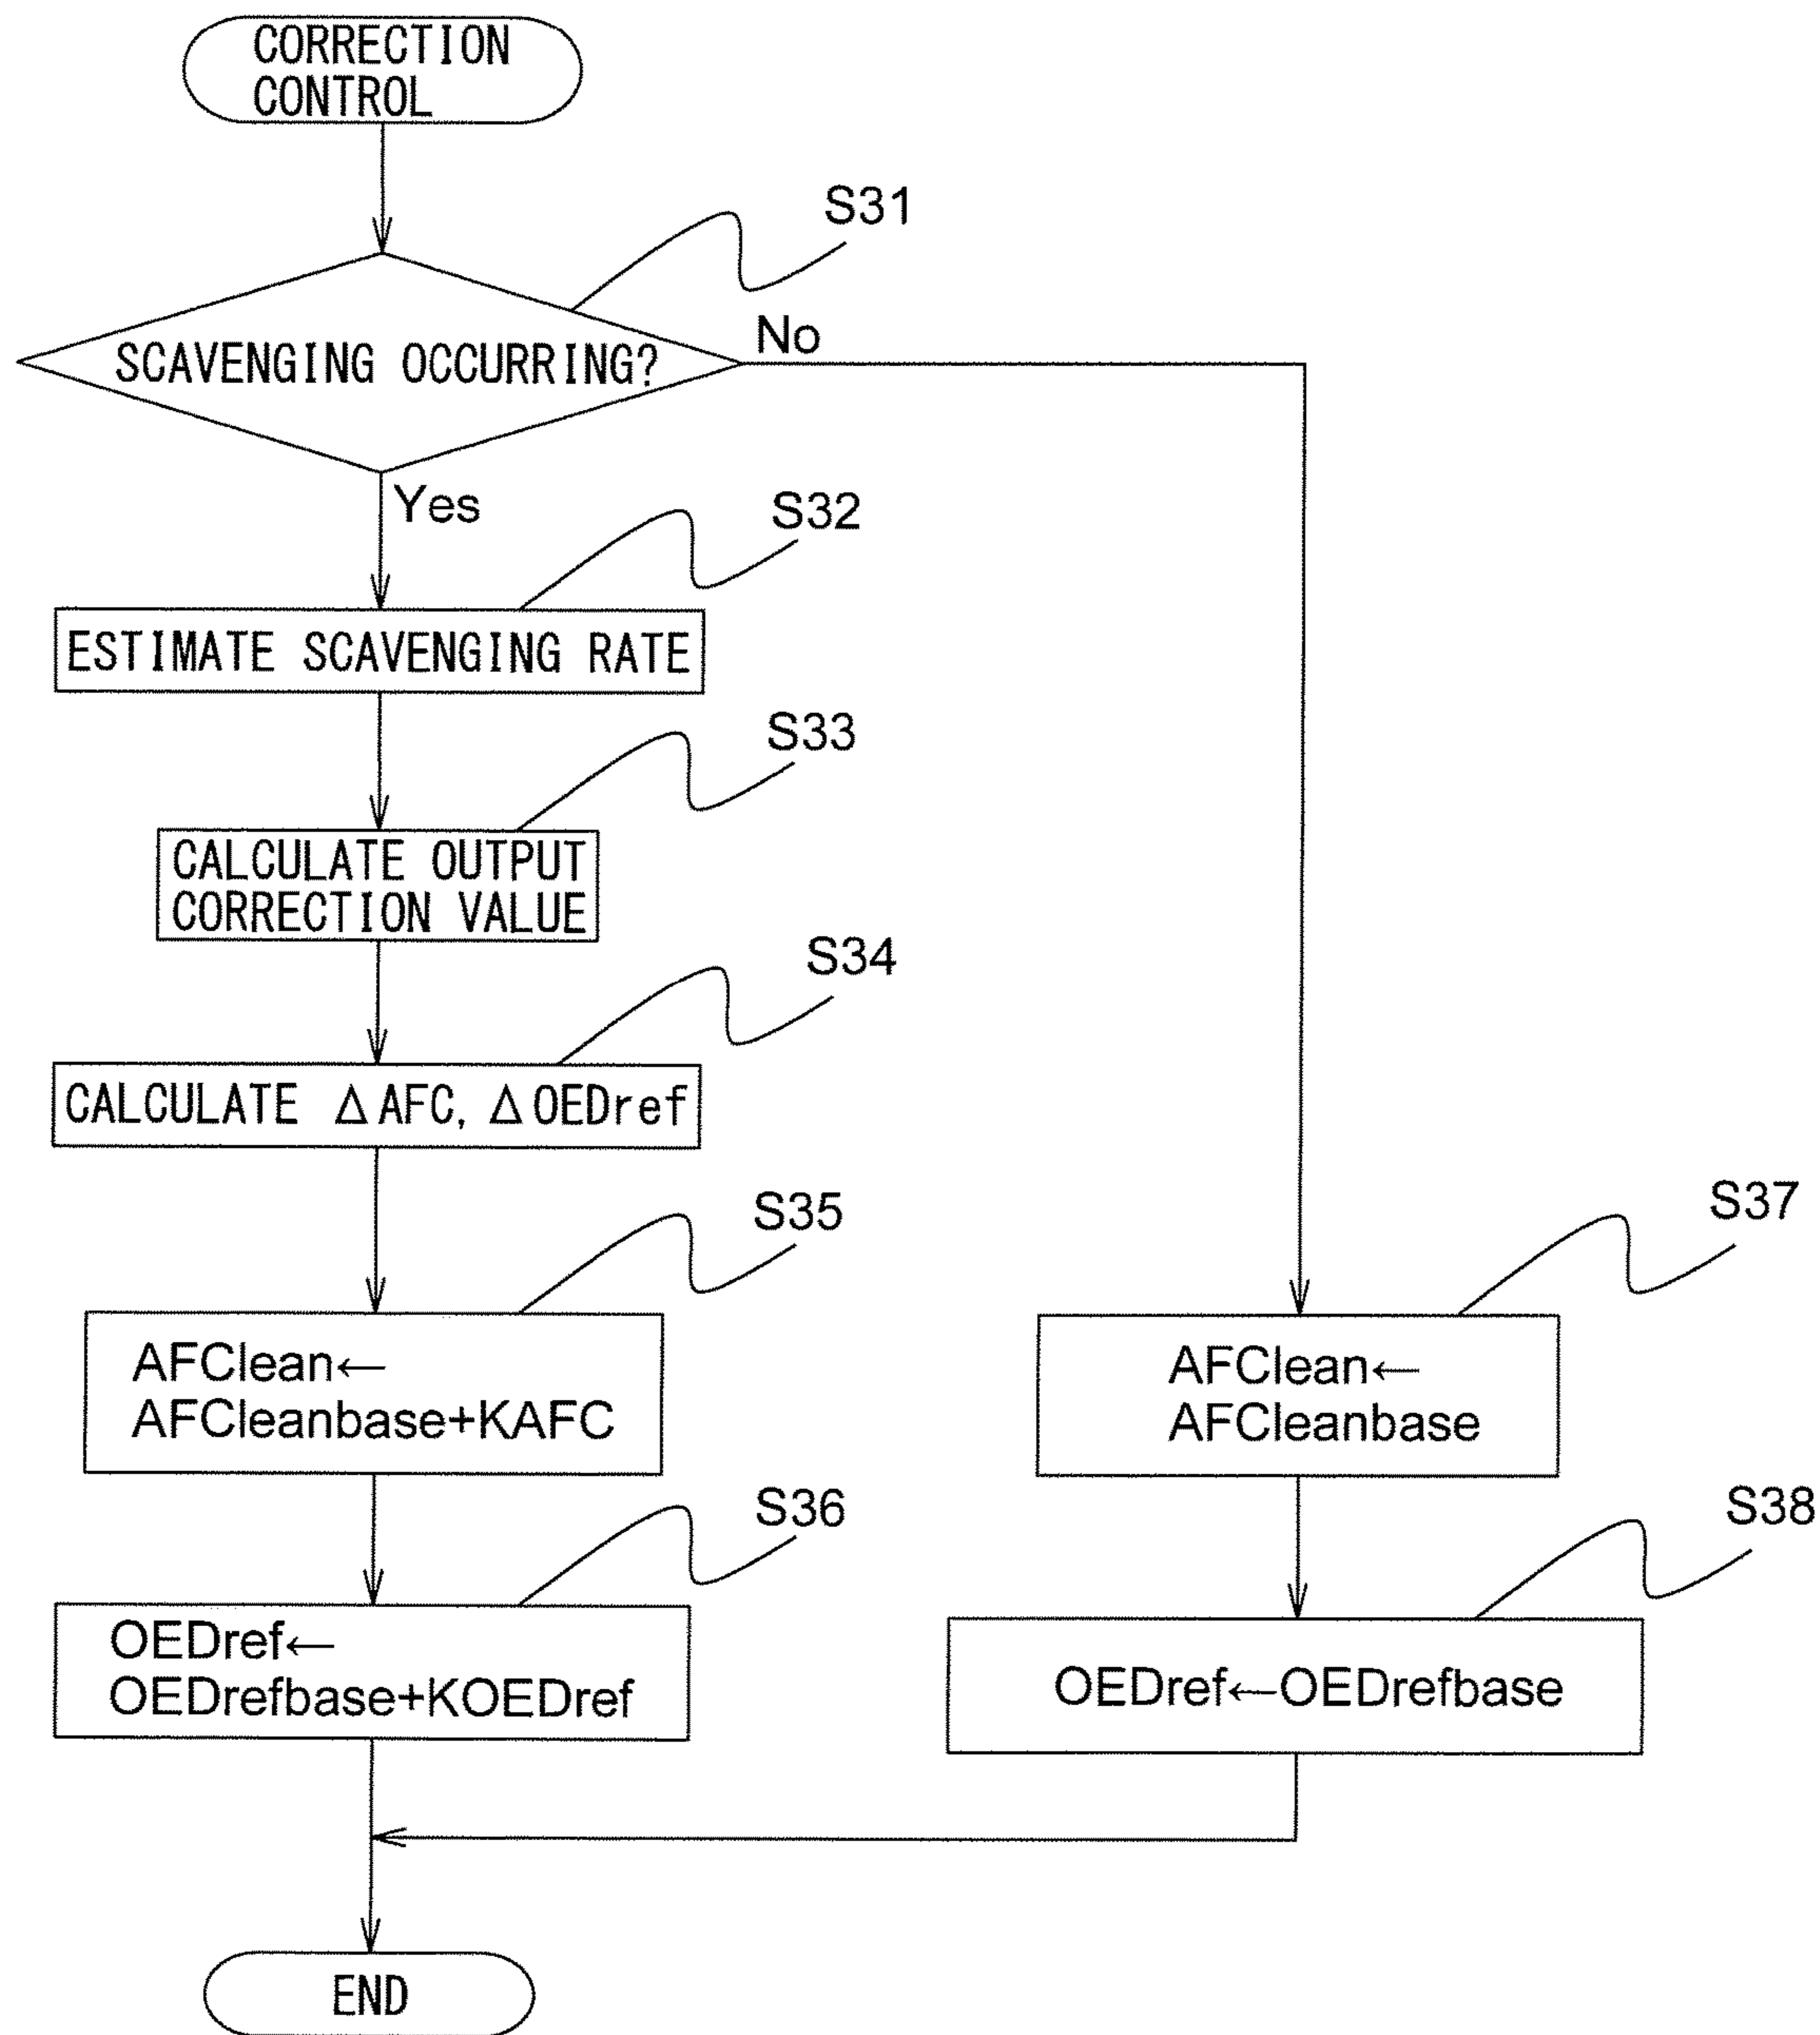 CORRECTION
CONTROL
S31
SCAVENGING OCCURRING?
No
Yes
S32
ESTIMATE SCAVENGING RATE
S33
CALCULATE OUTPUT
CORRECTION VALUE
S34
CALCULATE ΔAFC, ΔOEDref
S35
AFClean←
AFCleanbase+KAFC
S36
OEDref←
OEDrefbase+KOEDref
S37
AFClean←
AFCleanbase
S38
OEDref←OEDrefbase
END